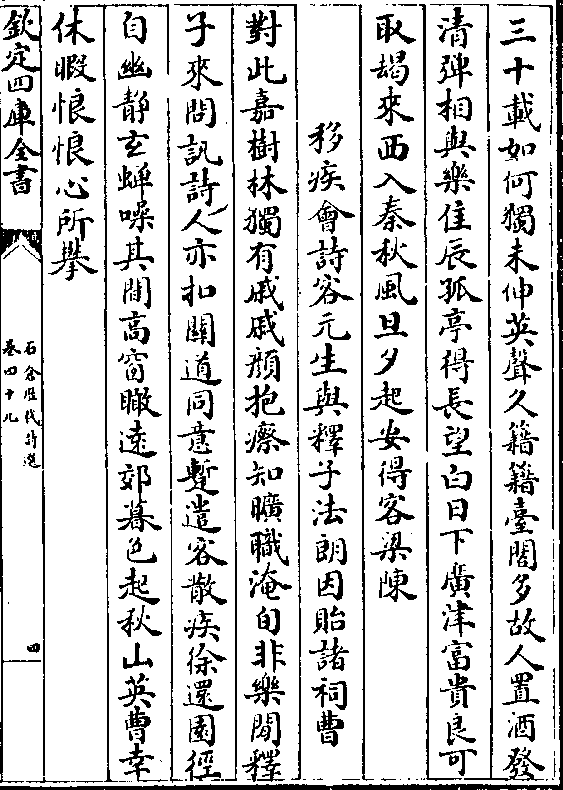 三十載如何獨未伸英聲久籍籍臺閣多故人置酒發
清彈相與樂佳辰孤亭得長望白日下廣津富貴良可
取朅來西入秦秋風旦夕起安得客梁陳
移疾會詩客元生與釋子法朗因貽諸祠曹
對此嘉樹林獨有戚戚顔抱瘵知曠職淹旬非樂閒釋
子來問訊詩人亦扣關道同意暫遣客散疾徐還園徑
自幽靜玄蟬噪其間高窗瞰遠郊暮色起秋山英曹幸
休暇悢悢心所攀
欽定四庫全書
石倉歷代詩選
卷四十九
四